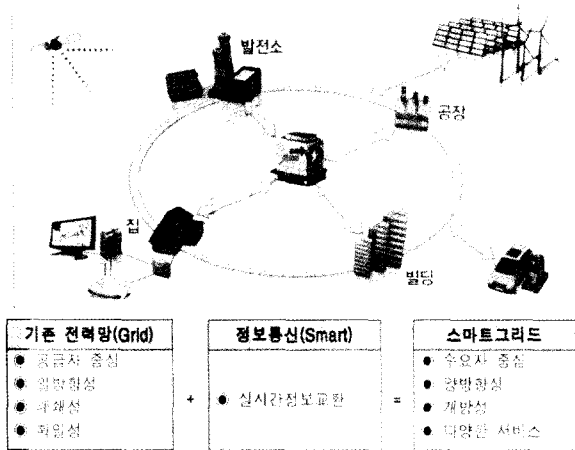 발전소
공장
집
빌딩
기존 전력망(Grid)
● 공급자 중심
● 일방향성
● 폐쇄성
● 획일성
+
정보통신(Smart)
● 실시간정보교환
=
스마트그리드
● 수요자 중심
● 양방향성
● 개방성
● 다양한 서비스